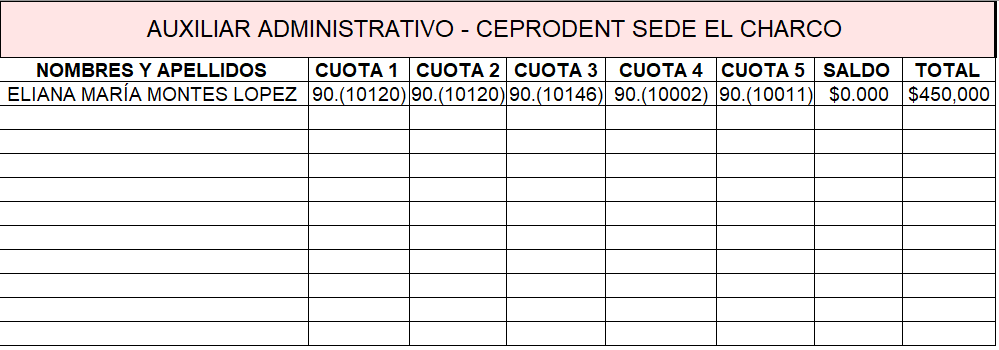 AUXILIAR ADMINISTRATIVO - CEPRODENT SEDE EL CHARCO
NOMBRES Y APELLIDOS CUOTA 1 CUOTA 2 CUOTA 3 CUOTA 4 CUOTA 5 SALDO TOTAL
ELIANA MARÍA MONTES LOPEZ 90.(10120) 90.(10120) 90.(10146) 90.(10002) 90.(10011) $0.000 $450,000